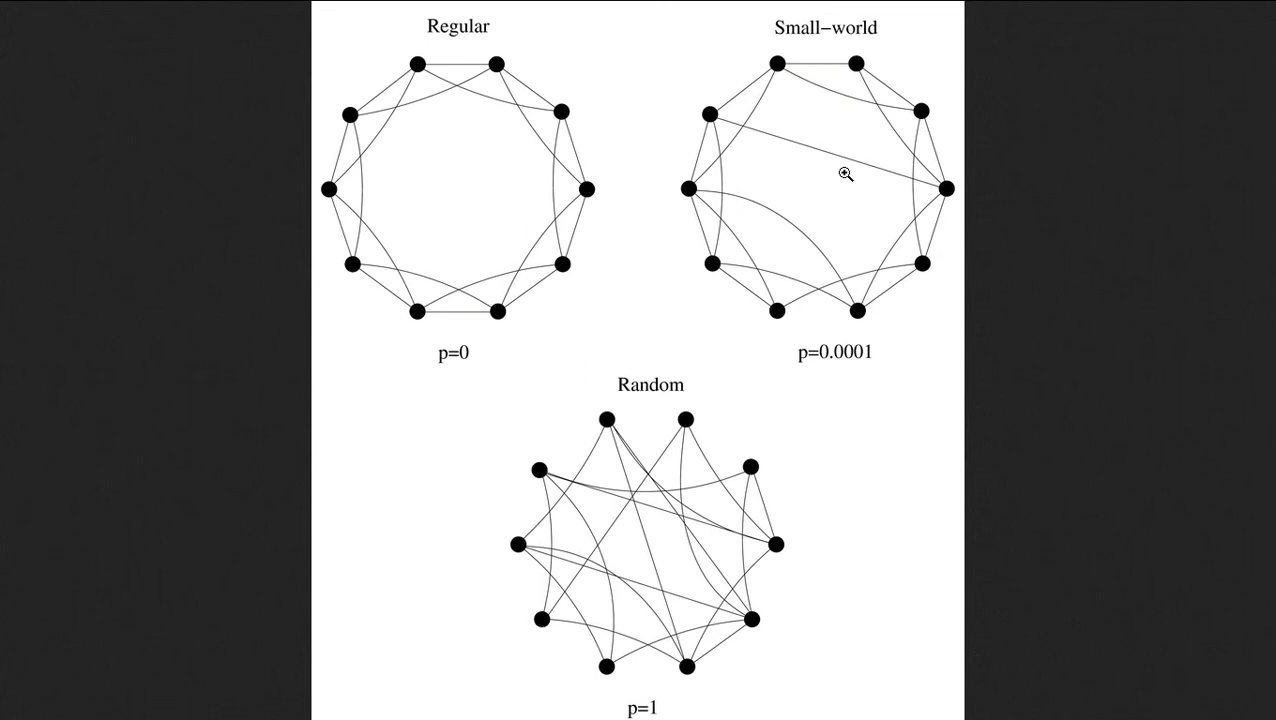 Regular
Small−world
p=0
p=0.0001
Random
p=1